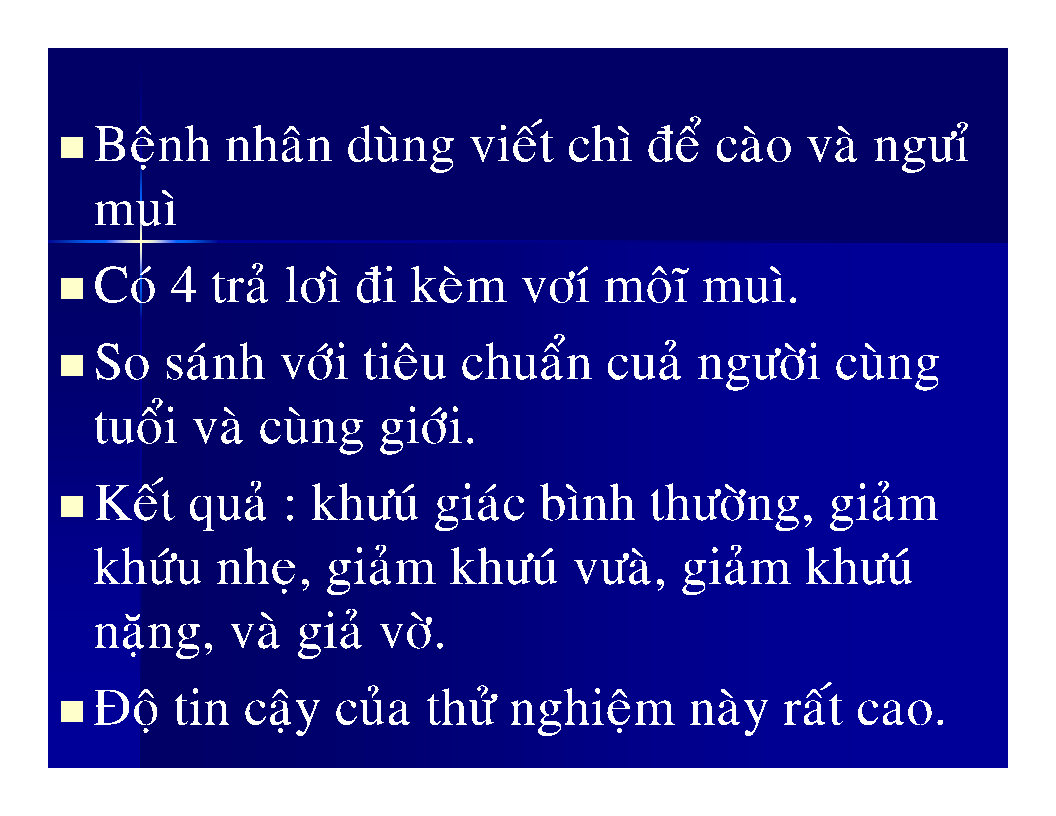 Bệnh nhân dùng viết chì để cào và ngưỉ
muì
Có 4 trả lơì đi kèm vơí môĩ muì.
So sánh với tiêu chuẩn cuả người cùng
tuổi và cùng giới.
Kết quả : khưú giác bình thường, giảm
khứu nhẹ, giảm khưú vưà, giảm khưú
nặng, và giả vờ.
Độ tin cậy của thử nghiệm này rất cao.